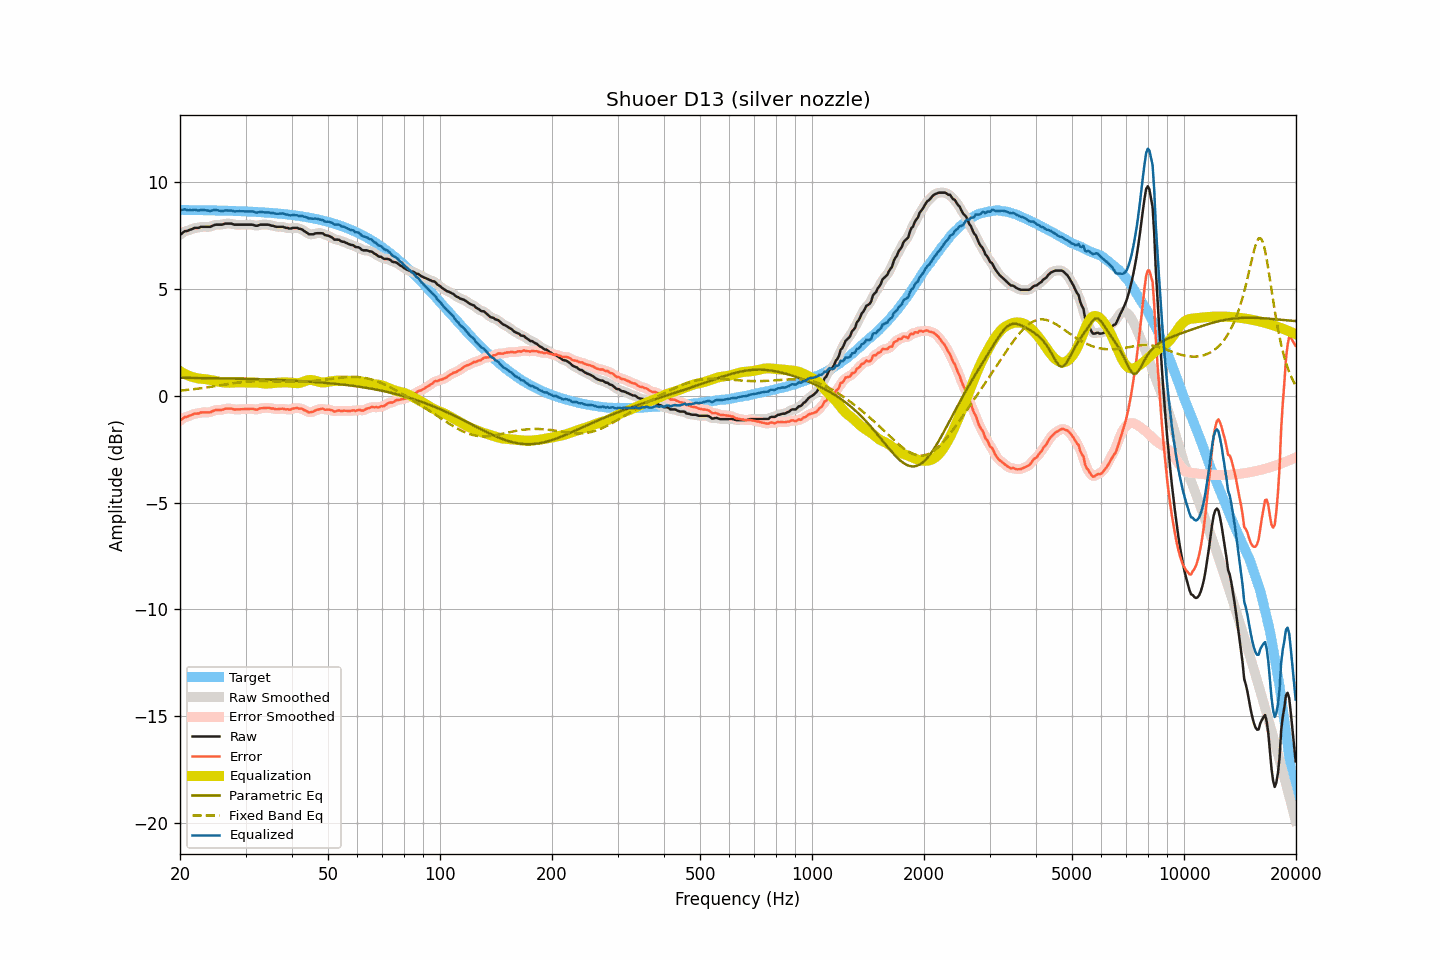 Shuoer D13 (silver nozzle)
Amplitude (dBr)
10
5
0
−5
−10
−15
−20
Target
Raw Smoothed
Error Smoothed
Raw
Error
Equalization
Parametric Eq
Fixed Band Eq
Equalized
20 50 100 200 500 1000 2000 5000 10000 20000
Frequency (Hz)